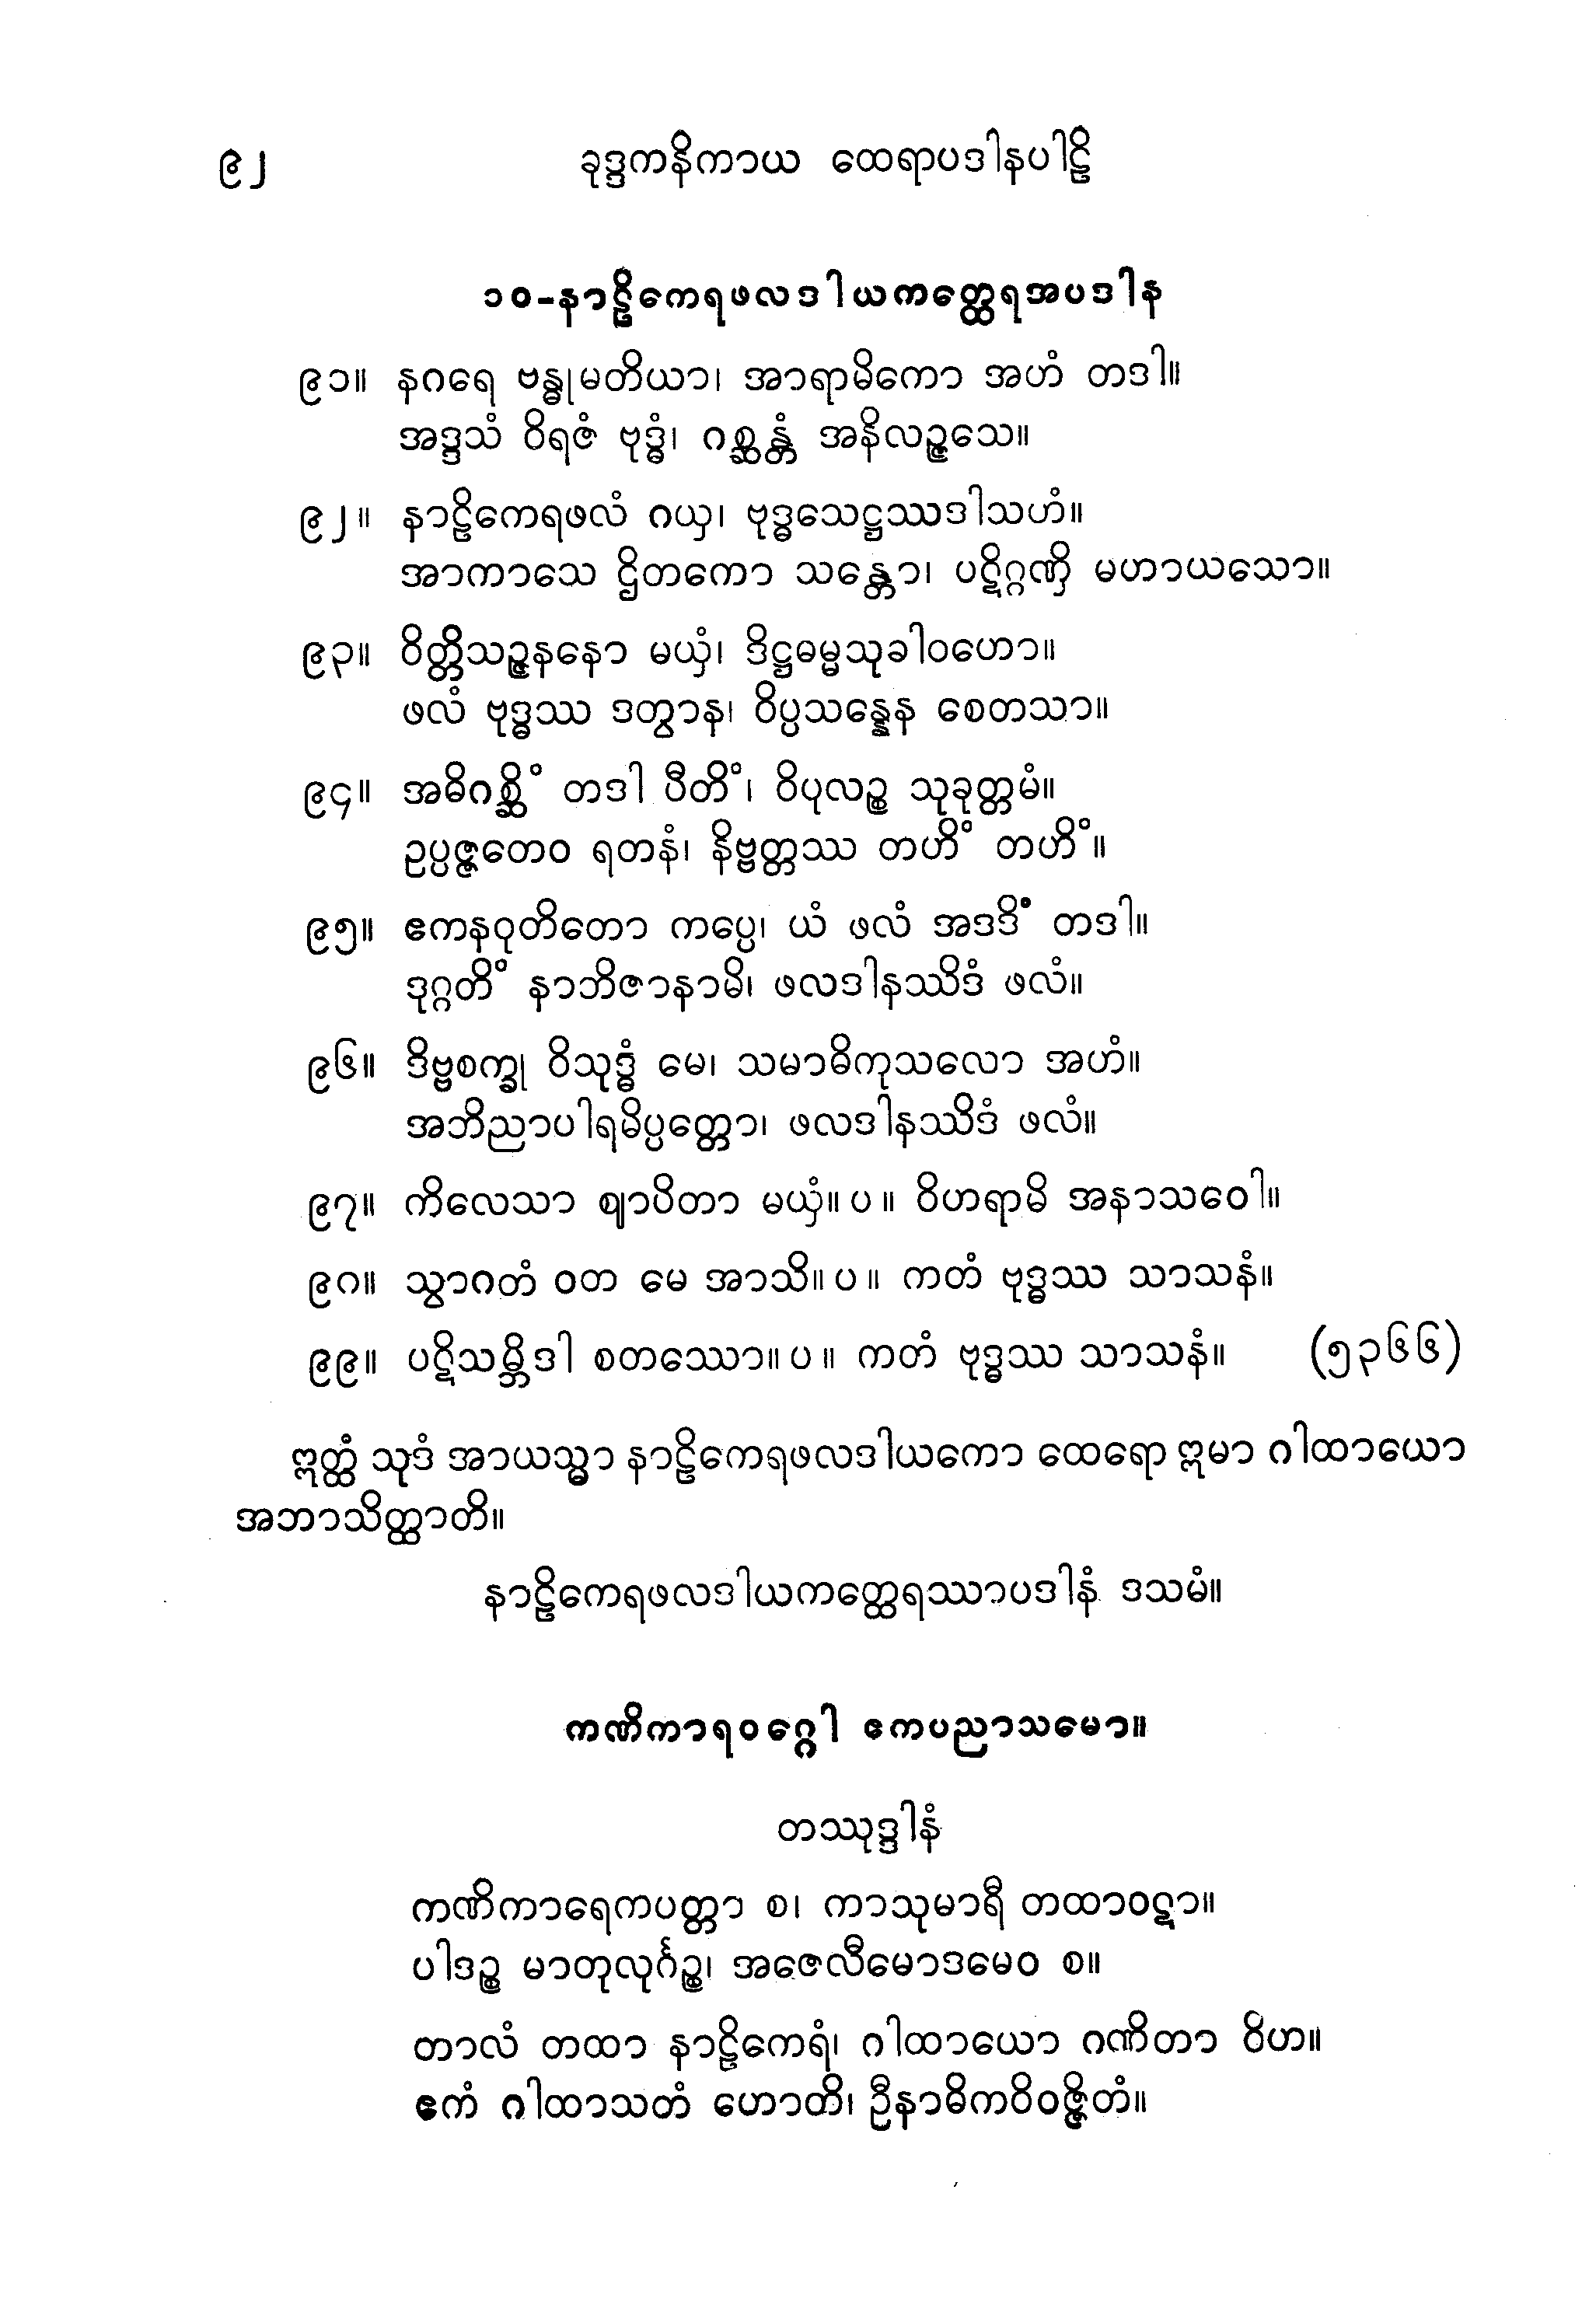 ၉၂ ခုဒ္ဒကနိကာယ ထေရာပဒါနပါဠိ
၁၀-နာဠိကေရဖလဒါယကတ္ထေရအပဒါန
၉၁။ နဂရေ ဗန္ဓုမတိယာ၊ အာရာမိကော အဟံ တဒါ။
အဒ္ဒသံ ဝိရဇံ ဗုဒ္ဓံ၊ ဂစ္ဆန္တံ အနိလဉ္ဇသေ။
၉၂။ နာဠိကေရဖလံ ဂယှ၊ ဗုဒ္ဓသေဋ္ဌဿဒါသဟံ။
အာကာသေ ဌိတကော သန္တော၊ ပဋိဂ္ဂဏှိ မဟာယသော။
၉၃။ ဝိတ္တိသဉ္ဇနနော မယှံ၊ ဒိဋ္ဌဓမ္မသုခါဝဟော။
ဖလံ ဗုဒ္ဓဿ ဒတွာန၊ ဝိပ္ပသန္နေန စေတသာ။
၉၄။ အဓိဂစ္ဆိံ တဒါ ပီတိံ၊ ဝိပုလဉ္စ သုခုတ္တမံ။
ဥပ္ပဇ္ဇတေဝ ရတနံ၊ နိဗ္ဗတ္တဿ တဟိံ တဟိံ။
၉၅။ ဧကနဝုတိတော ကပ္ပေ၊ ယံ ဖလံ အဒဒိံ တဒါ။
ဒုဂ္ဂတိံ နာဘိဇာနာမိ၊ ဖလဒါနဿိဒံ ဖလံ။
၉၆။ ဒိဗ္ဗစက္ခု ဝိသုဒ္ဓံ မေ၊ သမာဓိကုသလော အဟံ။
အဘိညာပါရမိပ္ပတ္တော၊ ဖလဒါနဿိဒံ ဖလံ။
၉၇။ ကိလေသာ ဈာပိတာ မယှံ။ ပ ။ ဝိဟရာမိ အနာသဝေါ။
၉၈။ သွာဂတံ ဝတ မေ အာသိ။ ပ ။ ကတံ ဗုဒ္ဓဿ သာသနံ။
၉၉။ ပဋိသမ္ဘိဒါ စတဿော။ ပ ။ ကတံ ဗုဒ္ဓဿ သာသနံ။ (၅၃၆၆)
ဣတ္ထံ သုဒံ အာယသ္မာ နာဠိကေရဖလဒါယကော ထေရော ဣမာ ဂါထာယော
အဘာသိတ္ထာတိ။
နာဠိကေရဖလဒါယကတ္ထေရဿာပဒါနံ ဒသမံ။
ကဏိကာရဝဂ္ဂေါ ဧကပညာသမော။
တဿုဒ္ဒါနံ
ကဏိကာရေကပတ္တာ စ၊ ကာသုမာရီ တထာဝဋာ။
ပါဒဉ္စ မာတုလုင်္ဂဉ္စ၊ အဇေလီမောဒမေဝ စ။
တာလံ တထာ နာဠိကေရံ၊ ဂါထာယော ဂဏိတာ ဝိဟ။
ဧကံ ဂါထာသတံ ဟောတိ၊ ဦနာဓိကဝိဝဇ္ဇိတံ။